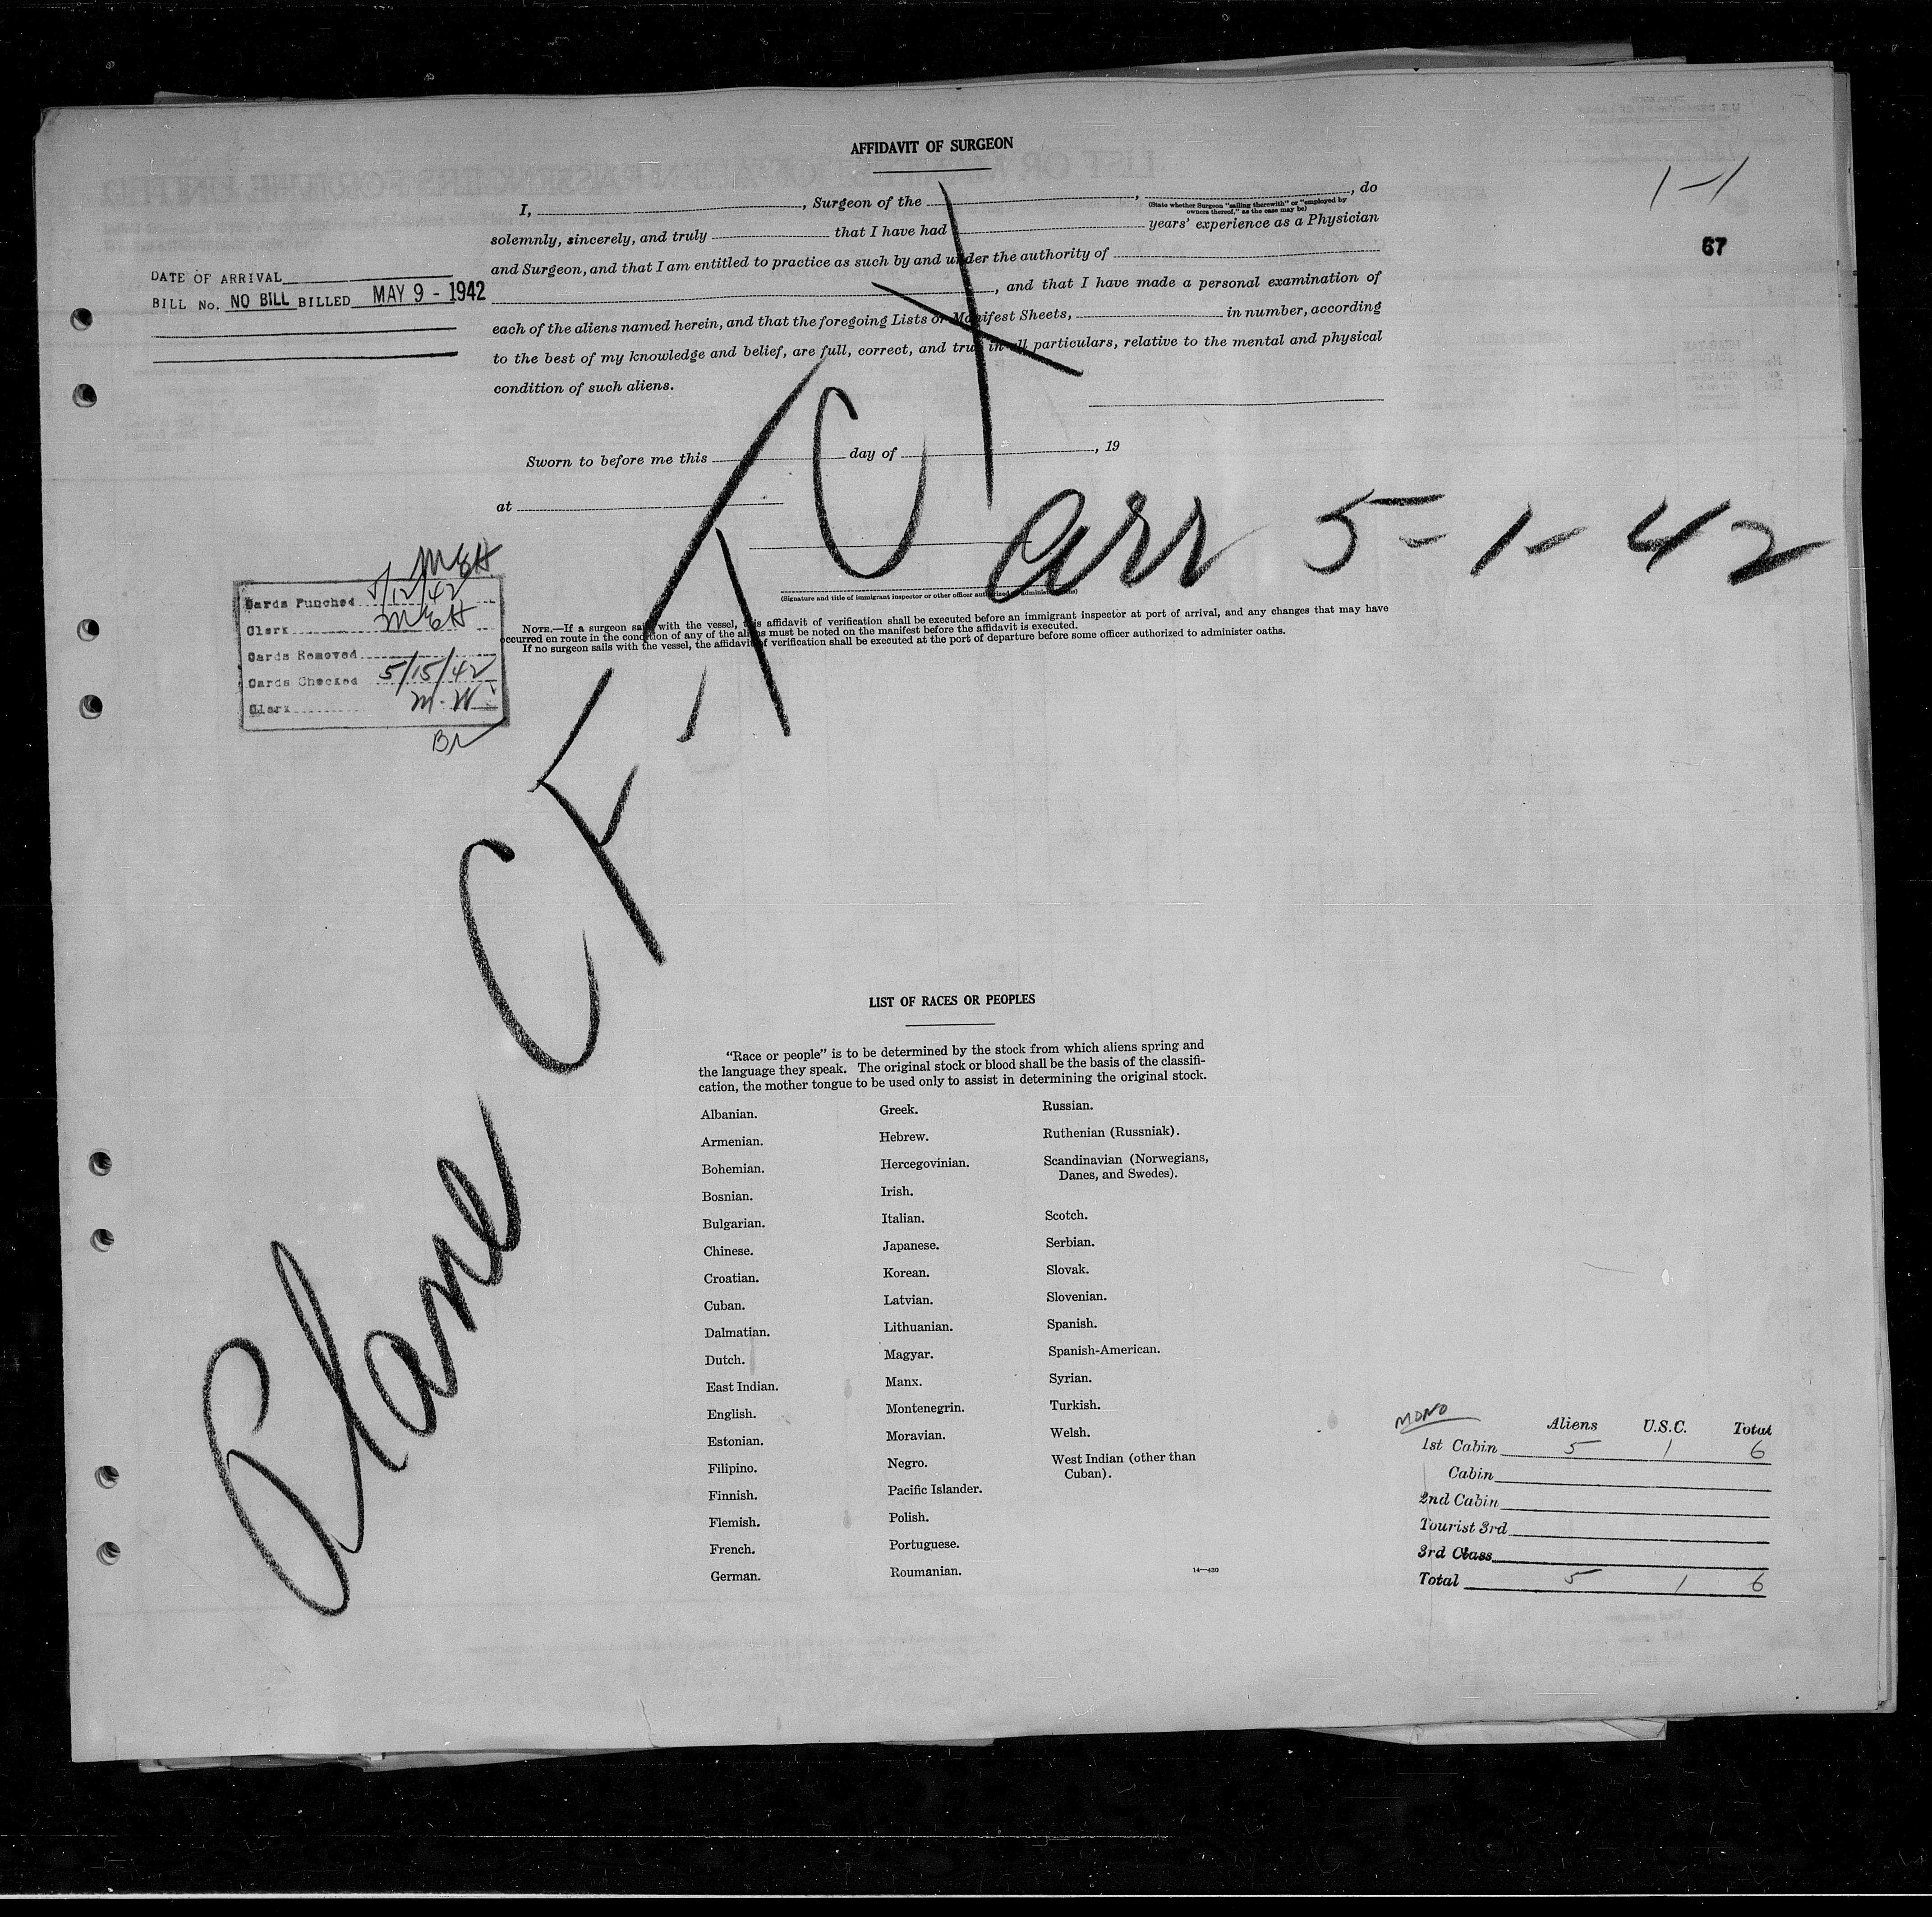 AFFIDAVIT OF SURGEON
1-1
67
I, , Surgeon of the , , do
(State whether Surgeon "sailing therewith" or "employed by
owners thereof," as the case may be)
solemnly, sincerely, and truly that I have had years' experience as a Physician
and Surgeon, and that I am entitled to practice as such by and under the authority of
, and that I have made a personal examination of
each of the aliens named herein, and that the foregoing Lists or Manifest Sheets, in number, according
to the best of my knowledge and belief, are full, correct, and true in all particulars, relative to the mental and physical
condition of such aliens.
DATE OF ARRIVAL
BILL No. NO BILL BILLED MAY 9 - 1942
Sworn to before me this day of , 19
at
arr 5-1-42
(Signature and title of immigrant inspector or other officer authorized to administer oaths)
NOTE.—If a surgeon sails with the vessel, this affidavit of verification shall be executed before an immigrant inspector at port of arrival, and any changes that may have
occurred en route in the condition of any of the aliens must be noted on the manifest before the affidavit is executed.
If no surgeon sails with the vessel, the affidavit of verification shall be executed at the port of departure before some officer authorized to administer oaths.
MEH
Cards Punched 5/12/42
Clerk MEH
Cards Removed
Cards Checked 5/15/42
Clerk M.W.
Plane CF-TCX
LIST OF RACES OR PEOPLES
"Race or people" is to be determined by the stock from which aliens spring and
the language they speak. The original stock or blood shall be the basis of the classifi-
cation, the mother tongue to be used only to assist in determining the original stock.
Albanian.
Armenian.
Bohemian.
Bosnian.
Bulgarian.
Chinese.
Croatian.
Cuban.
Dalmatian.
Dutch.
East Indian.
English.
Estonian.
Filipino.
Finnish.
Flemish.
French.
German.
Greek.
Hebrew.
Hercegovinian.
Irish.
Italian.
Japanese.
Korean.
Latvian.
Lithuanian.
Magyar.
Manx.
Montenegrin.
Moravian.
Negro.
Pacific Islander.
Polish.
Portuguese.
Roumanian.
Russian.
Ruthenian (Russniak).
Scandinavian (Norwegians,
Danes, and Swedes).
Scotch.
Serbian.
Slovak.
Slovenian.
Spanish.
Spanish-American.
Syrian.
Turkish.
Welsh.
West Indian (other than
Cuban).
14—430
MONO
Aliens U.S.C. Total
1st Cabin 5 1 6
Cabin
2nd Cabin
Tourist 3rd
3rd Class
Total 5 1 6